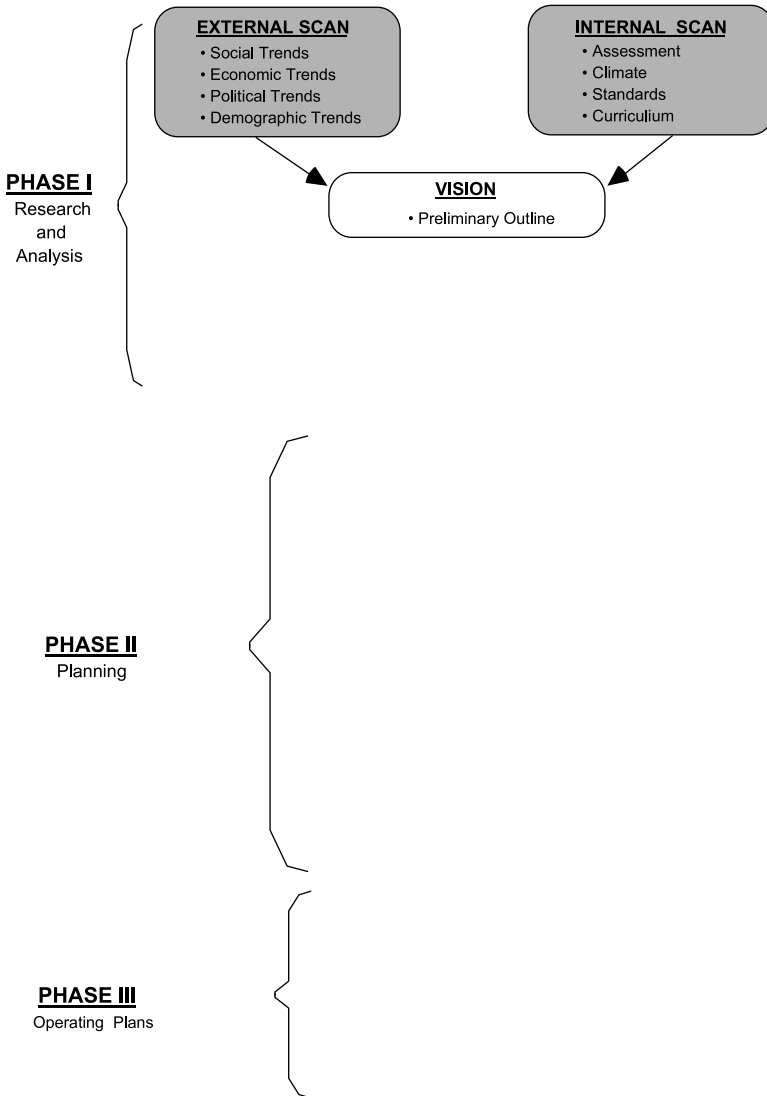 EXTERNAL SCAN
• Social Trends
• Economic Trends
• Political Trends
• Demographic Trends
INTERNAL SCAN
• Assessment
• Climate
• Standards
• Curriculium
PHASE I
Research
and
Analysis
VISION
• Preliminary Outline
PHASE II
Planning
PHASE III
Operating Plans